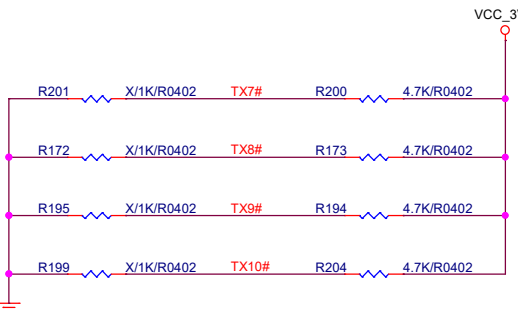 VCC_3
R201 X/1K/R0402 TX7# R200 4.7K/R0402
R172 X/1K/R0402 TX8# R173 4.7K/R0402
R195 X/1K/R0402 TX9# R194 4.7K/R0402
R199 X/1K/R0402 TX10# R204 4.7K/R0402